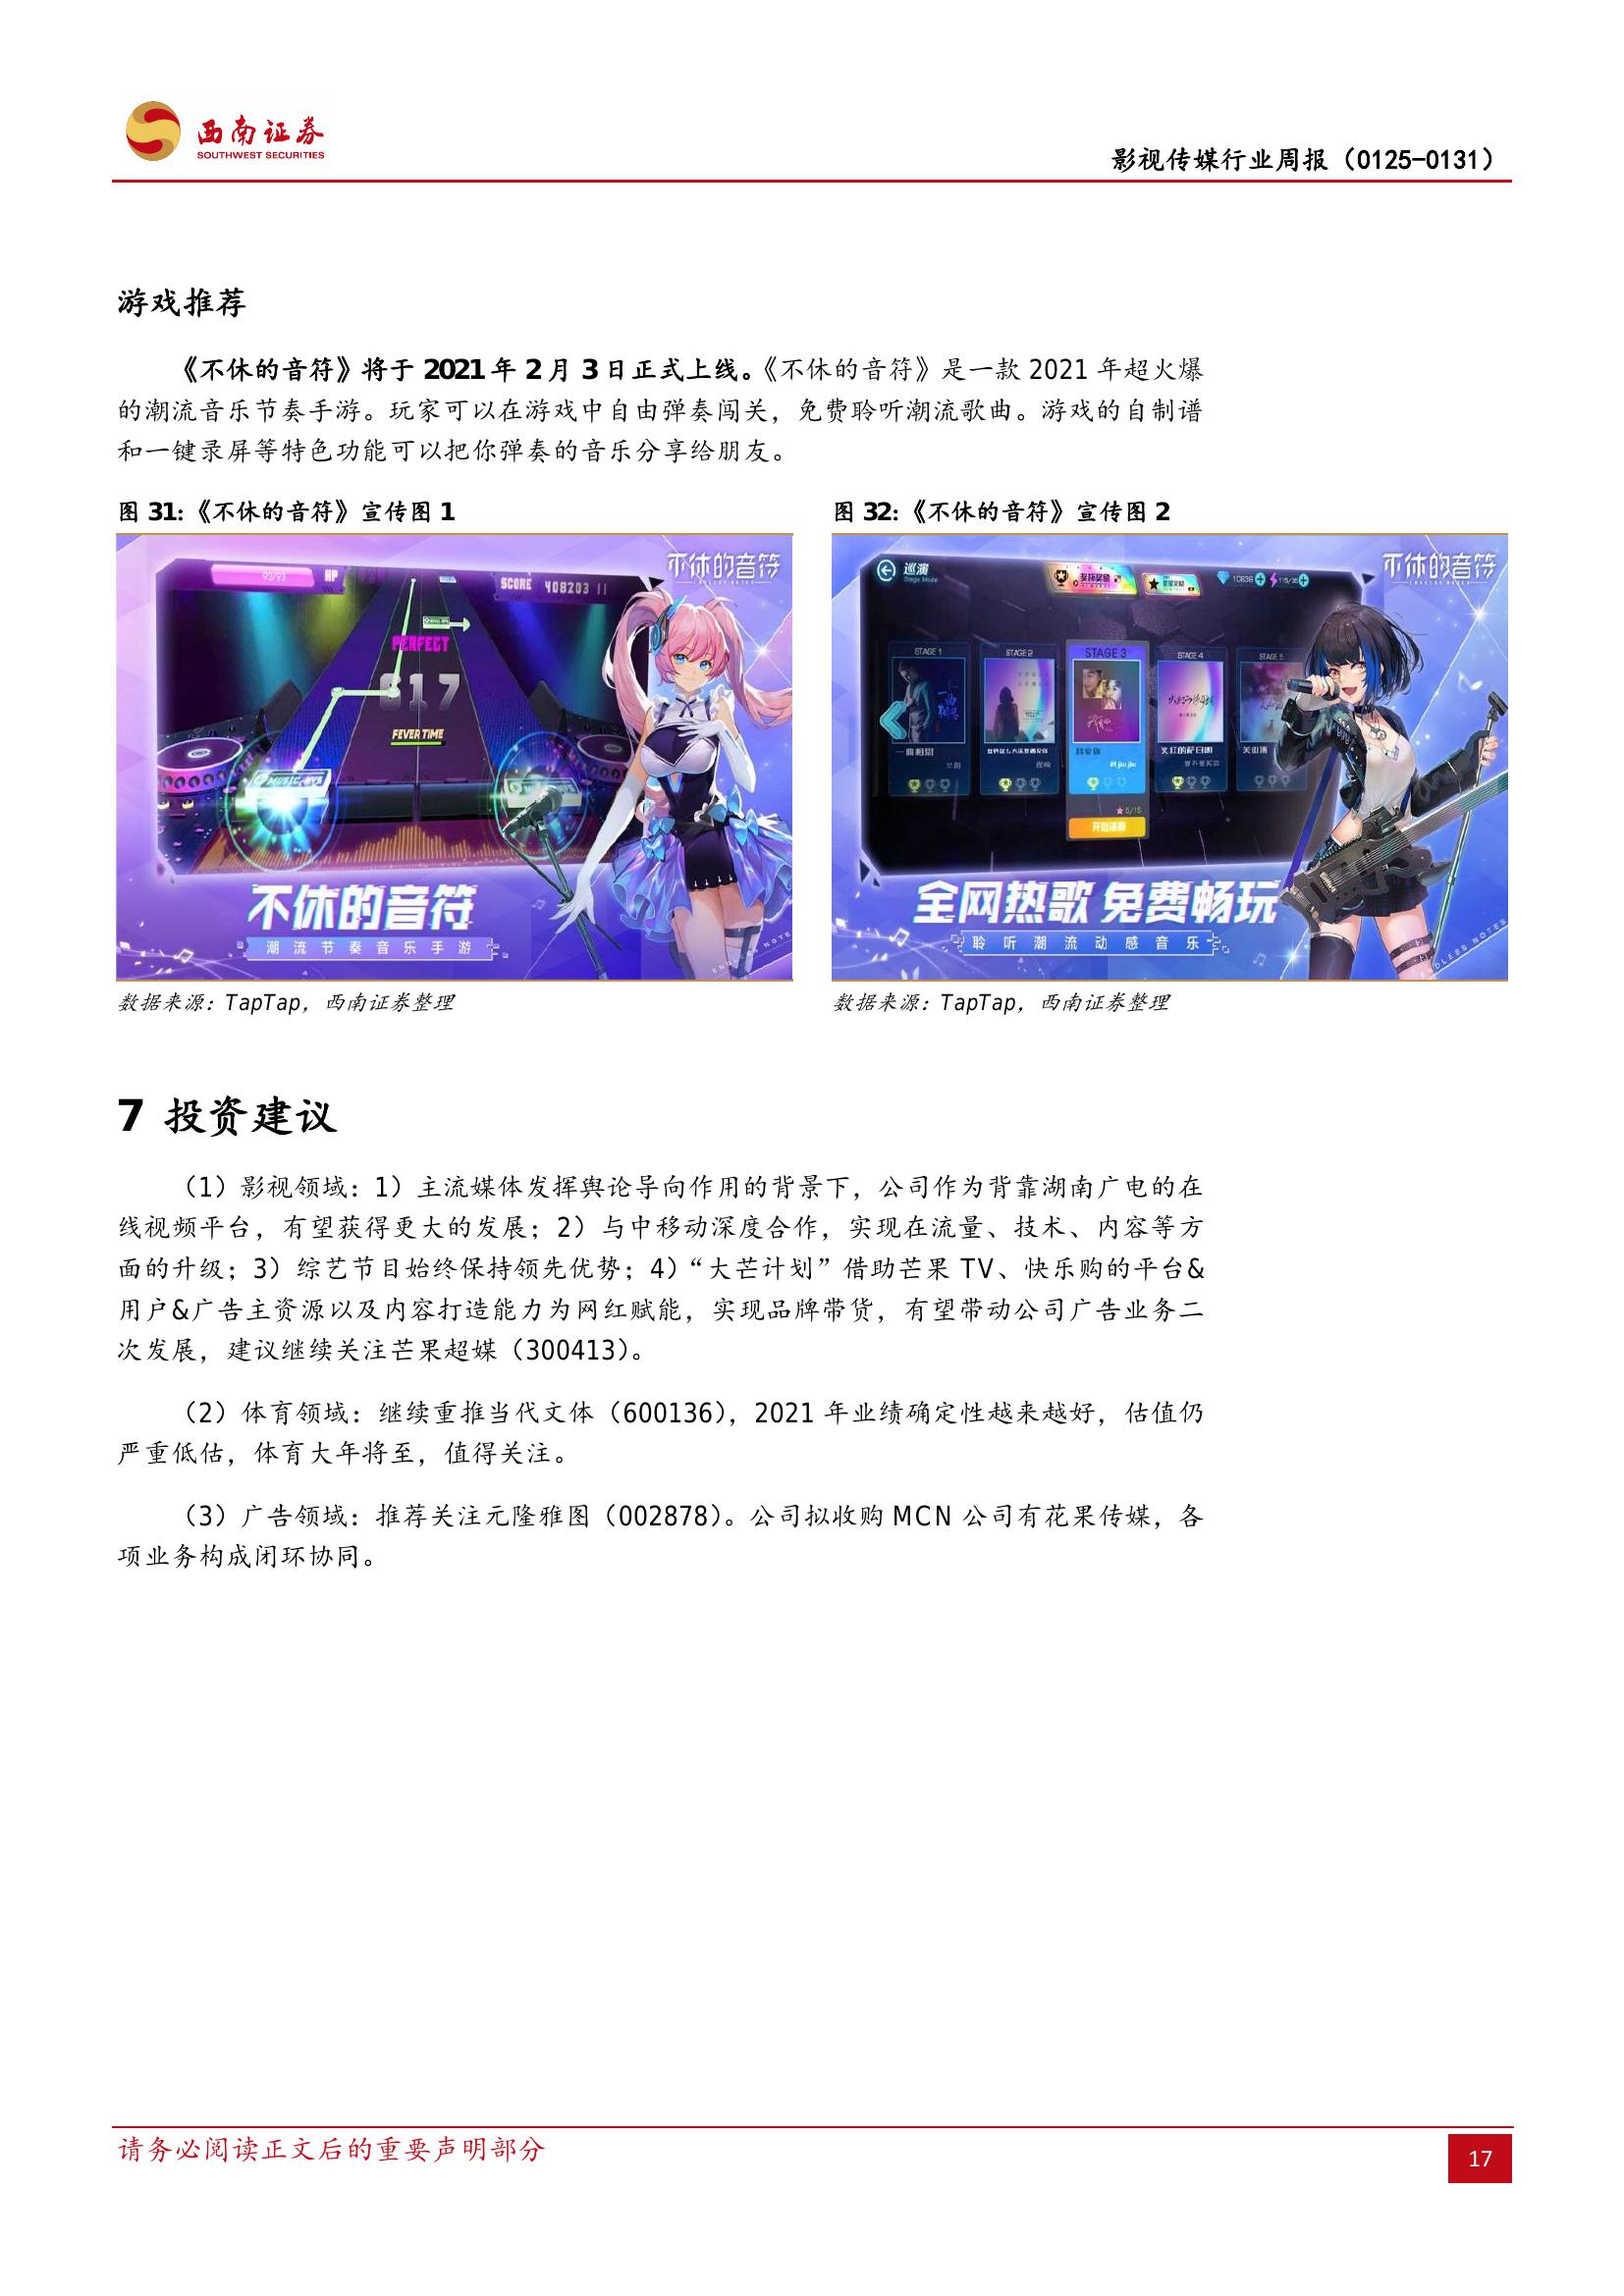 西南证券
SOUTHWEST SECURITIES
影视传媒行业周报（0125-0131）
游戏推荐
《不休的音符》将于 2021 年 2 月 3 日正式上线。《不休的音符》是一款 2021 年超火爆
的潮流音乐节奏手游。玩家可以在游戏中自由弹奏闯关，免费聆听潮流歌曲。游戏的自制谱
和一键录屏等特色功能可以把你弹奏的音乐分享给朋友。
图 31:《不休的音符》宣传图 1
图 32:《不休的音符》宣传图 2
不休的音符
93/93
HP
SCORE 408203
PERFECT
817
FEVER TIME
不休的音符
潮流节奏音乐手游
不休的音符
巡演
Stage Mode
10838
115/35
STAGE 1
STAGE 2
STAGE 3
STAGE 4
STAGE 5
一曲相思
5/15
全网热歌 免费畅玩
聆听潮流动感音乐
数据来源：TapTap，西南证券整理
数据来源：TapTap，西南证券整理
7 投资建议
（1）影视领域：1）主流媒体发挥舆论导向作用的背景下，公司作为背靠湖南广电的在
线视频平台，有望获得更大的发展；2）与中移动深度合作，实现在流量、技术、内容等方
面的升级；3）综艺节目始终保持领先优势；4）“大芒计划”借助芒果 TV、快乐购的平台&
用户&广告主资源以及内容打造能力为网红赋能，实现品牌带货，有望带动公司广告业务二
次发展，建议继续关注芒果超媒（300413）。
（2）体育领域：继续重推当代文体（600136），2021 年业绩确定性越来越好，估值仍
严重低估，体育大年将至，值得关注。
（3）广告领域：推荐关注元隆雅图（002878）。公司拟收购 MCN 公司有花果传媒，各
项业务构成闭环协同。
请务必阅读正文后的重要声明部分
17